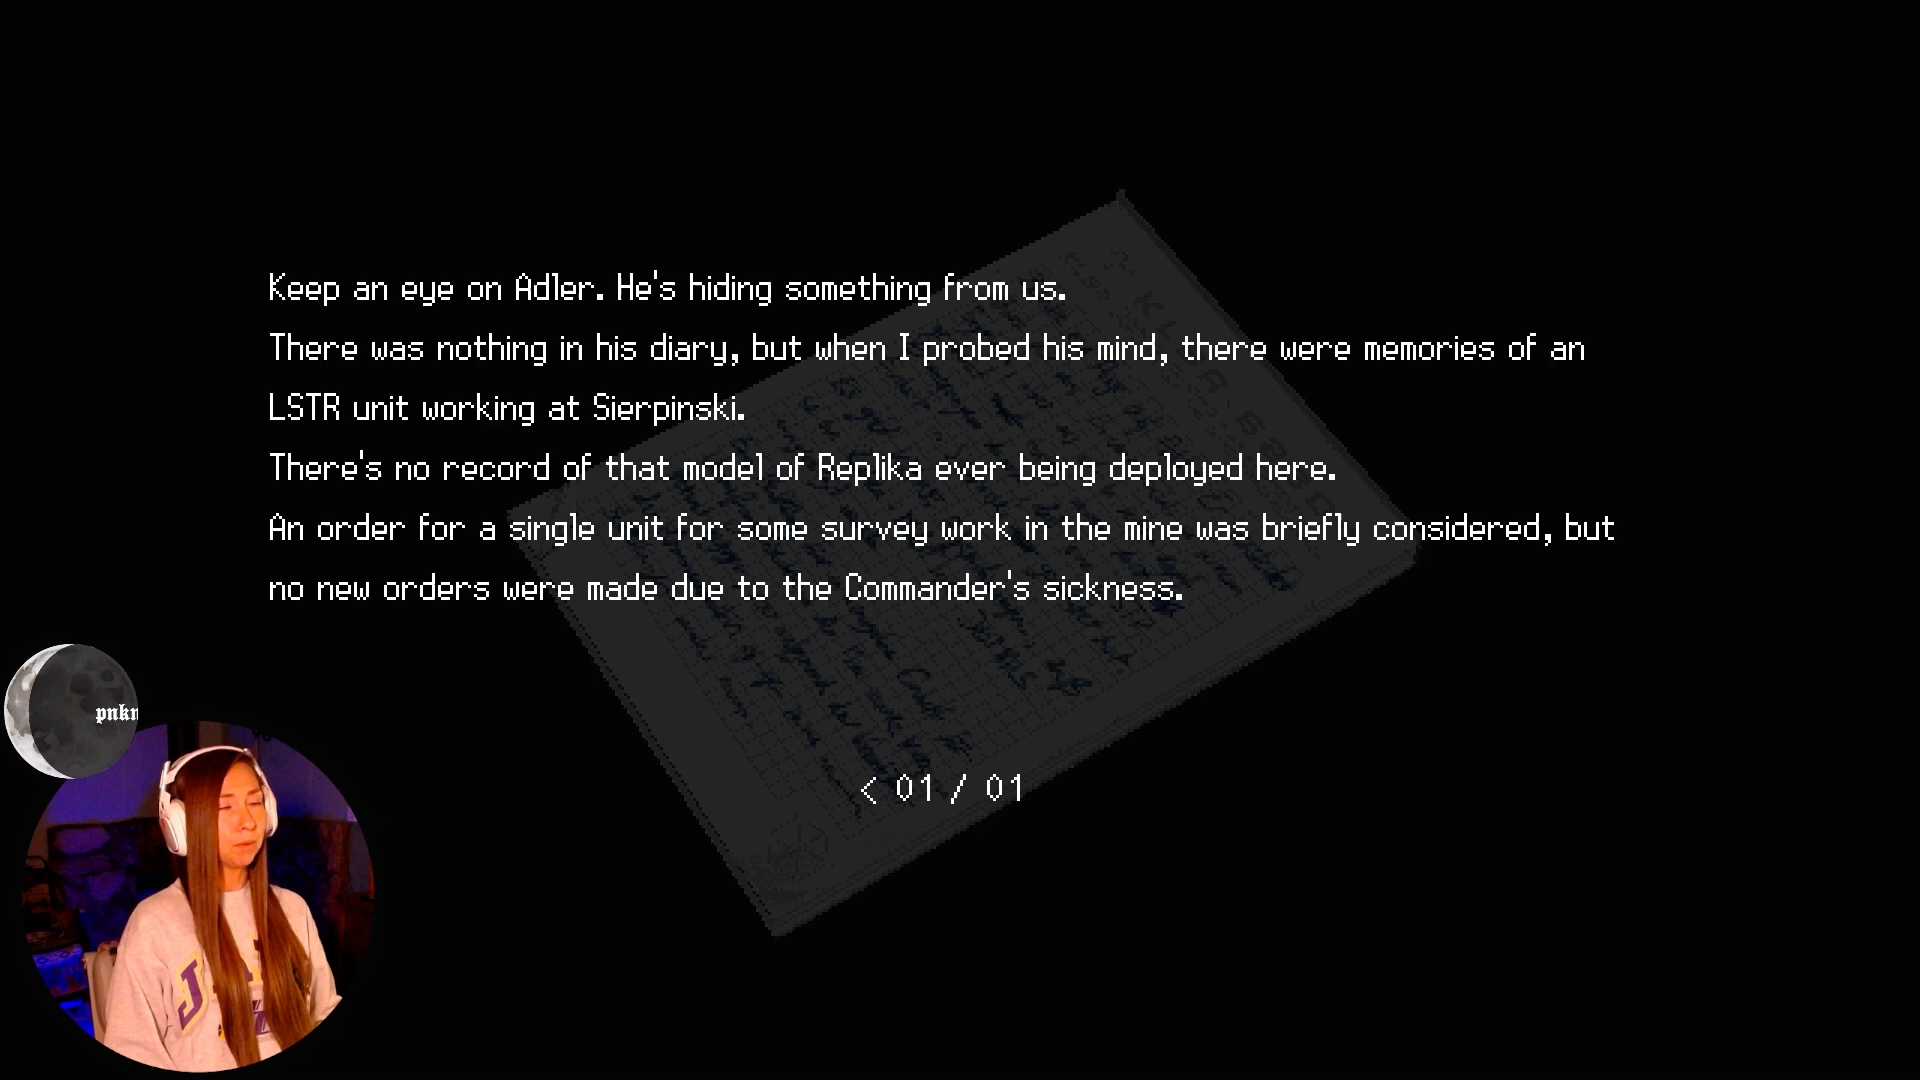 Keep an eye on Adler. He's hiding something from us.
There was nothing in his diary, but when I probed his mind, there were memories of an
LSTR unit working at Sierpinski.
There's no record of that model of Replika ever being deployed here.
An order for a single unit for some survey work in the mine was briefly considered, but
no new orders were made due to the Commander's sickness.
pnkn
< 01 / 01